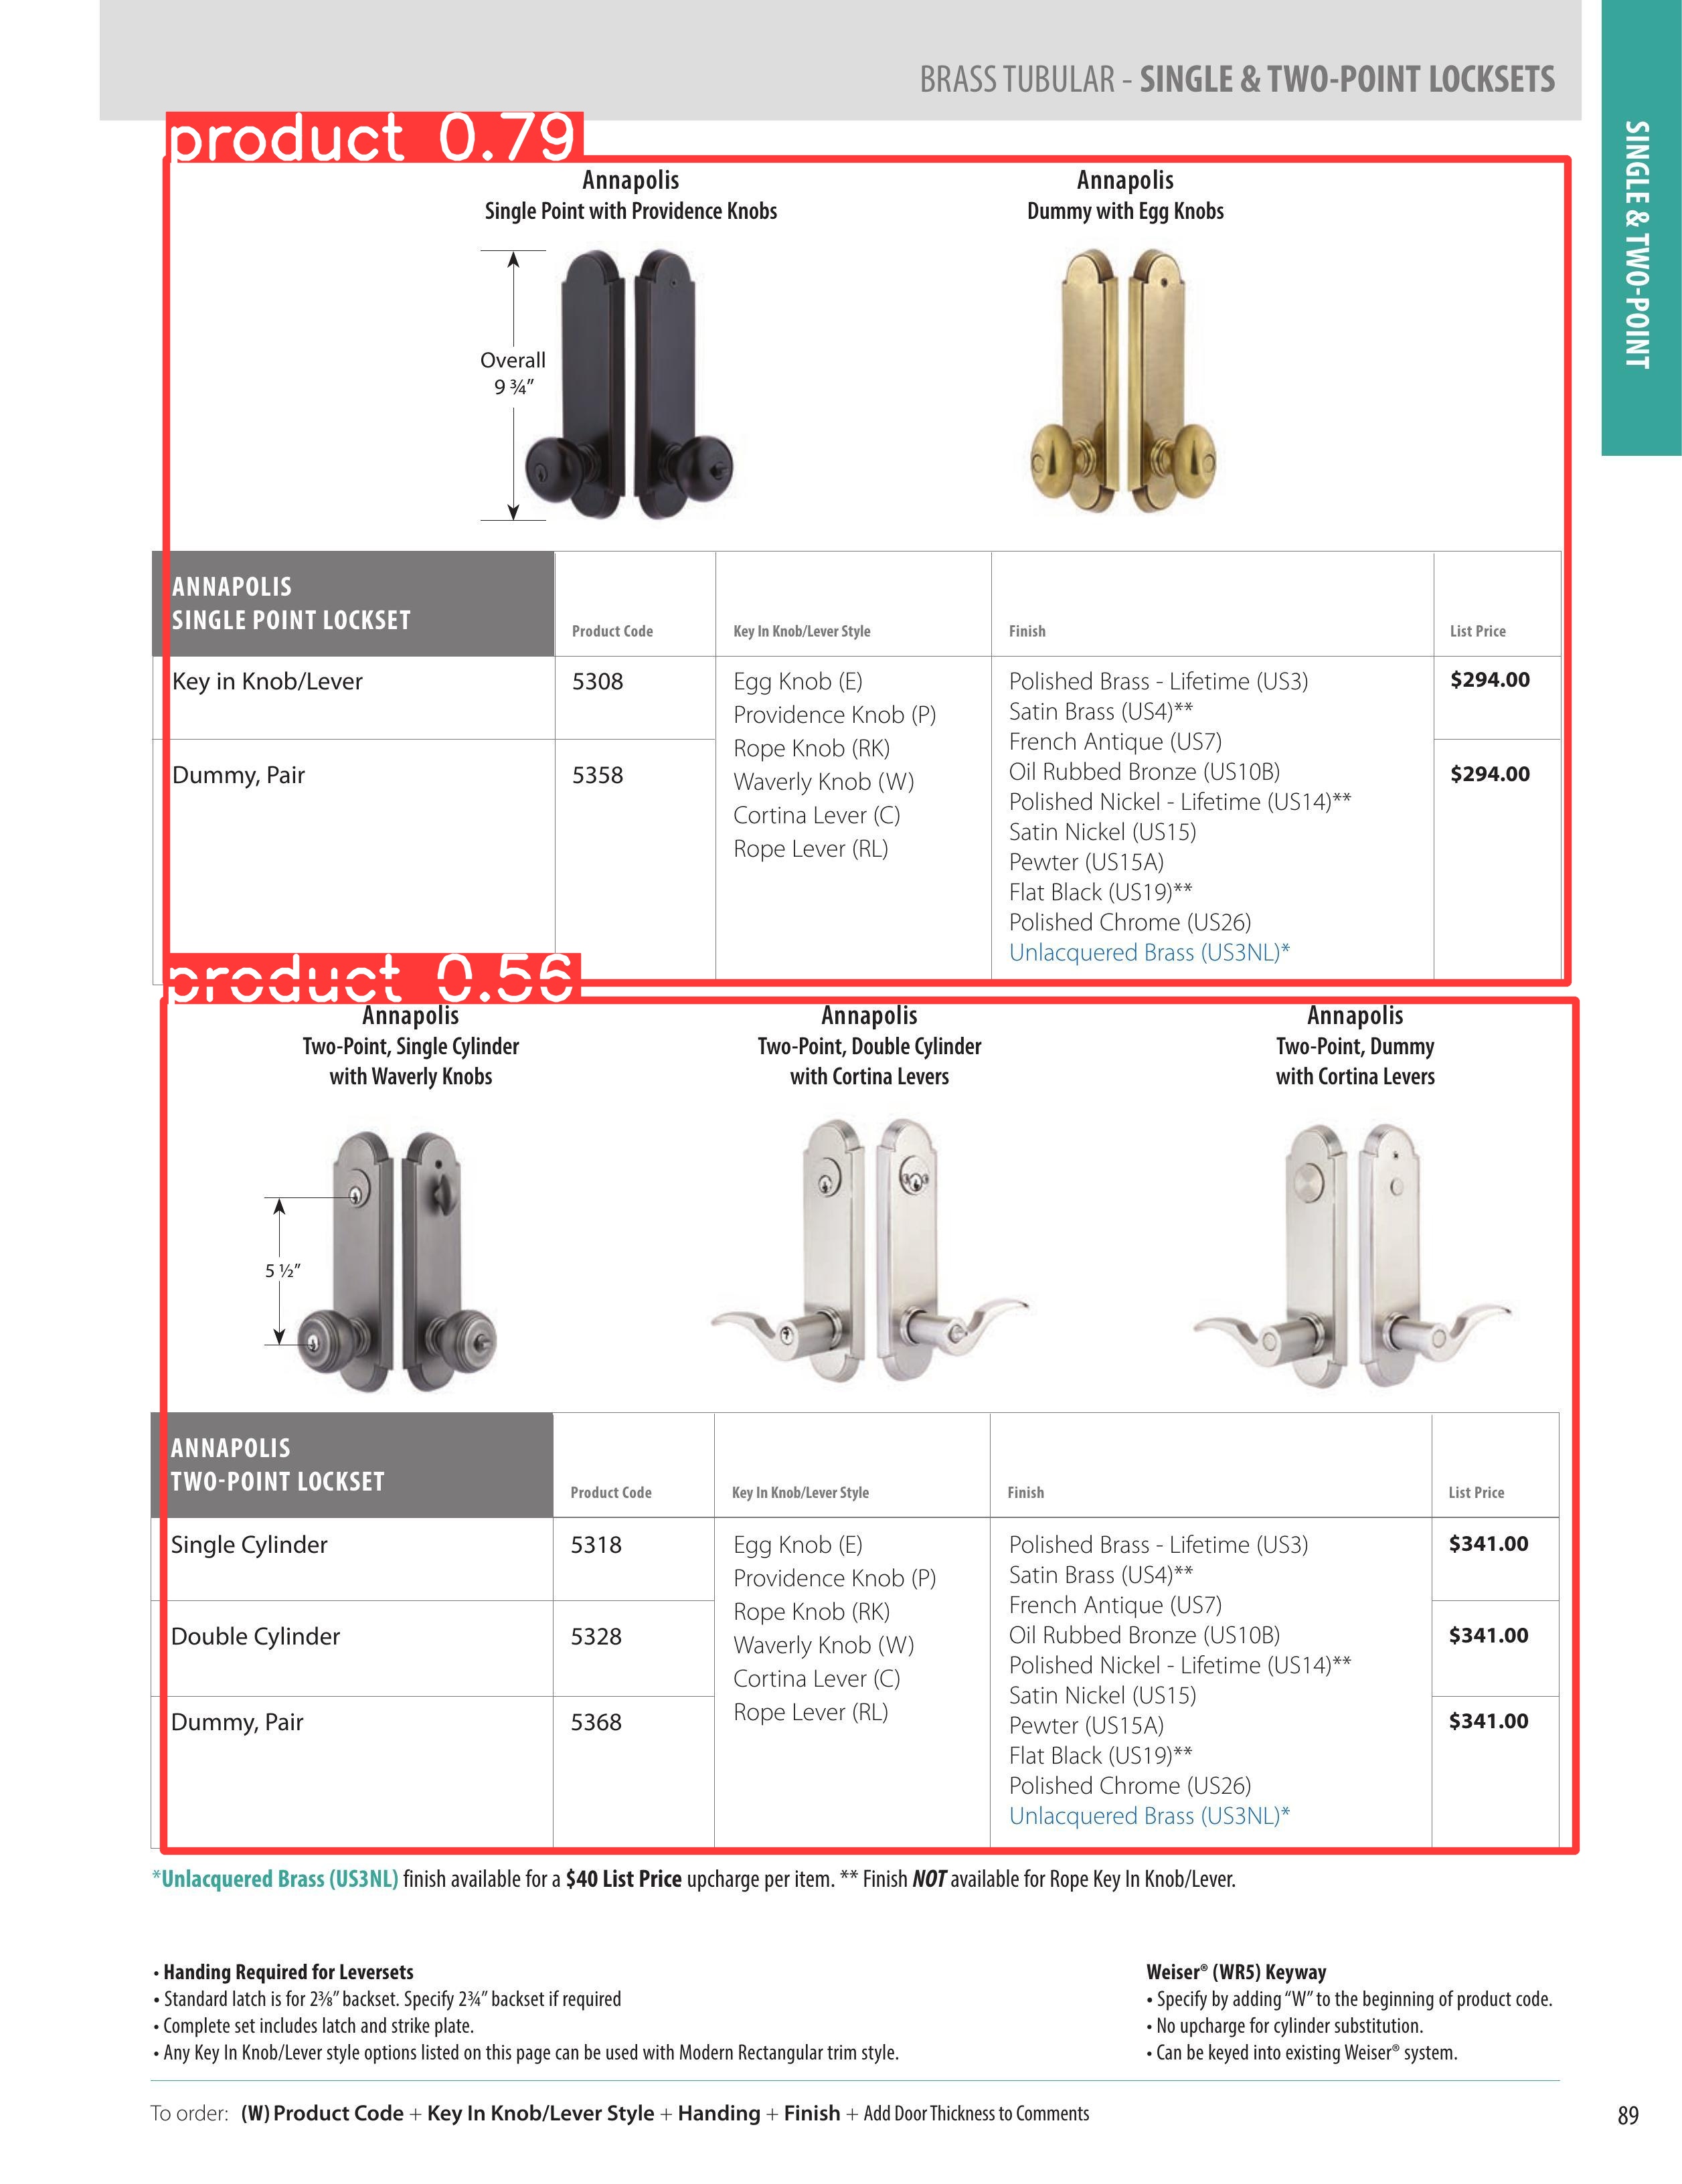 BRASS TUBULAR - SINGLE & TWO-POINT LOCKSETS
SINGLE & TWO-POINT
product 0.79
Annapolis
Single Point with Providence Knobs
Annapolis
Dummy with Egg Knobs
Overall
9 ¾"
ANNAPOLIS
SINGLE POINT LOCKSET
Product Code
Key In Knob/Lever Style
Finish
List Price
Key in Knob/Lever
5308
Dummy, Pair
5358
Egg Knob (E)
Providence Knob (P)
Rope Knob (RK)
Waverly Knob (W)
Cortina Lever (C)
Rope Lever (RL)
Polished Brass - Lifetime (US3)
Satin Brass (US4)**
French Antique (US7)
Oil Rubbed Bronze (US10B)
Polished Nickel - Lifetime (US14)**
Satin Nickel (US15)
Pewter (US15A)
Flat Black (US19)**
Polished Chrome (US26)
Unlacquered Brass (US3NL)*
$294.00
$294.00
product 0.56
Annapolis
Two-Point, Single Cylinder
with Waverly Knobs
Annapolis
Two-Point, Double Cylinder
with Cortina Levers
Annapolis
Two-Point, Dummy
with Cortina Levers
5 ½"
ANNAPOLIS
TWO-POINT LOCKSET
Product Code
Key In Knob/Lever Style
Finish
List Price
Single Cylinder
5318
Double Cylinder
5328
Dummy, Pair
5368
Egg Knob (E)
Providence Knob (P)
Rope Knob (RK)
Waverly Knob (W)
Cortina Lever (C)
Rope Lever (RL)
Polished Brass - Lifetime (US3)
Satin Brass (US4)**
French Antique (US7)
Oil Rubbed Bronze (US10B)
Polished Nickel - Lifetime (US14)**
Satin Nickel (US15)
Pewter (US15A)
Flat Black (US19)**
Polished Chrome (US26)
Unlacquered Brass (US3NL)*
$341.00
$341.00
$341.00
*Unlacquered Brass (US3NL) finish available for a $40 List Price upcharge per item. ** Finish NOT available for Rope Key In Knob/Lever.
• Handing Required for Leversets
• Standard latch is for 2⅜" backset. Specify 2¾" backset if required
• Complete set includes latch and strike plate.
• Any Key In Knob/Lever style options listed on this page can be used with Modern Rectangular trim style.
Weiser® (WR5) Keyway
• Specify by adding "W" to the beginning of product code.
• No upcharge for cylinder substitution.
• Can be keyed into existing Weiser® system.
To order: (W) Product Code + Key In Knob/Lever Style + Handing + Finish + Add Door Thickness to Comments
89